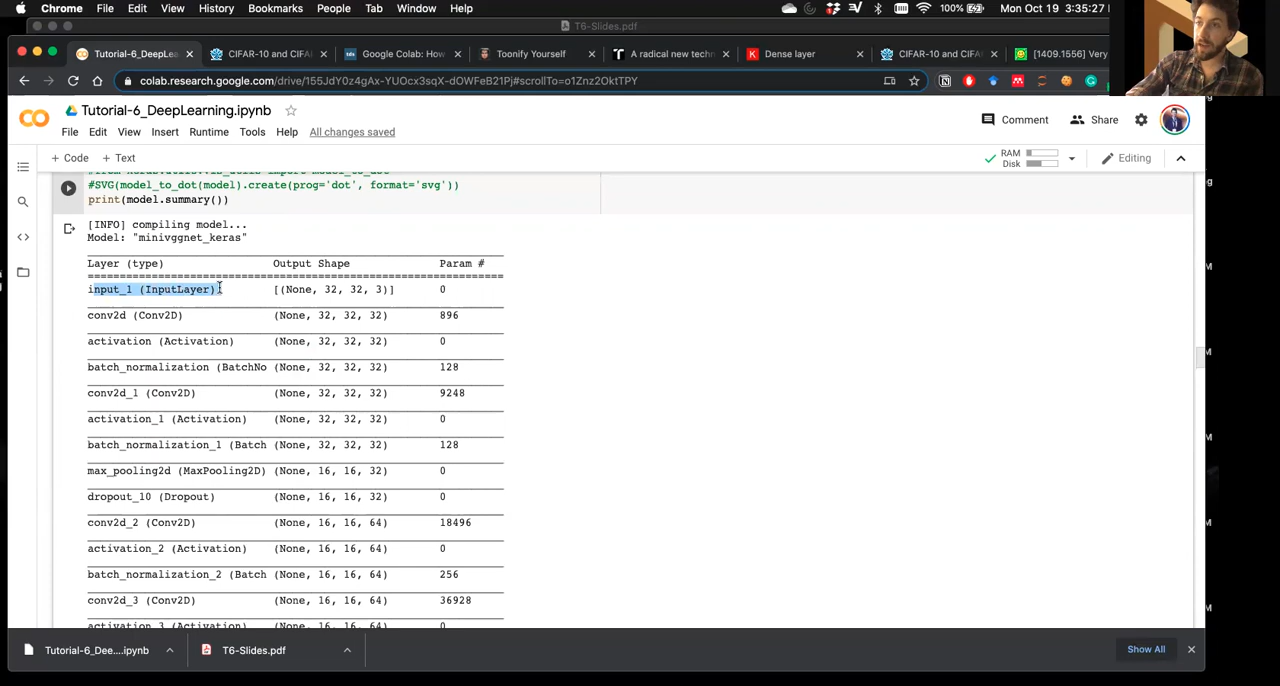 Chrome File Edit View History Bookmarks People Tab Window Help 100% Mon Oct 19 3:35:27
T6-Slides.pdf
Tutorial-6_DeepLea CIFAR-10 and CIFA Google Colab: How Toonify Yourself A radical new techn Dense layer CIFAR-10 and CIFA [1409.1556] Very
colab.research.google.com/drive/155JdY0z4gAx-YUOcx3sqX-dOWFeB21Pj#scrollTo=o1Znz2OktTPY
Tutorial-6_DeepLearning.ipynb
Comment Share
File Edit View Insert Runtime Tools Help All changes saved
+ Code + Text
RAM
Disk
Editing
#SVG(model_to_dot(model).create(prog='dot', format='svg'))
print(model.summary())
[INFO] compiling model...
Model: "minivggnet_keras"
Layer (type) Output Shape Param #
input_1 (InputLayer) [(None, 32, 32, 3)] 0
conv2d (Conv2D) (None, 32, 32, 32) 896
activation (Activation) (None, 32, 32, 32) 0
batch_normalization (BatchNo (None, 32, 32, 32) 128
conv2d_1 (Conv2D) (None, 32, 32, 32) 9248
activation_1 (Activation) (None, 32, 32, 32) 0
batch_normalization_1 (Batch (None, 32, 32, 32) 128
max_pooling2d (MaxPooling2D) (None, 16, 16, 32) 0
dropout_10 (Dropout) (None, 16, 16, 32) 0
conv2d_2 (Conv2D) (None, 16, 16, 64) 18496
activation_2 (Activation) (None, 16, 16, 64) 0
batch_normalization_2 (Batch (None, 16, 16, 64) 256
conv2d_3 (Conv2D) (None, 16, 16, 64) 36928
activation_3 (Activation) (None, 16, 16, 64) 0
Tutorial-6_Dee....ipynb T6-Slides.pdf Show All